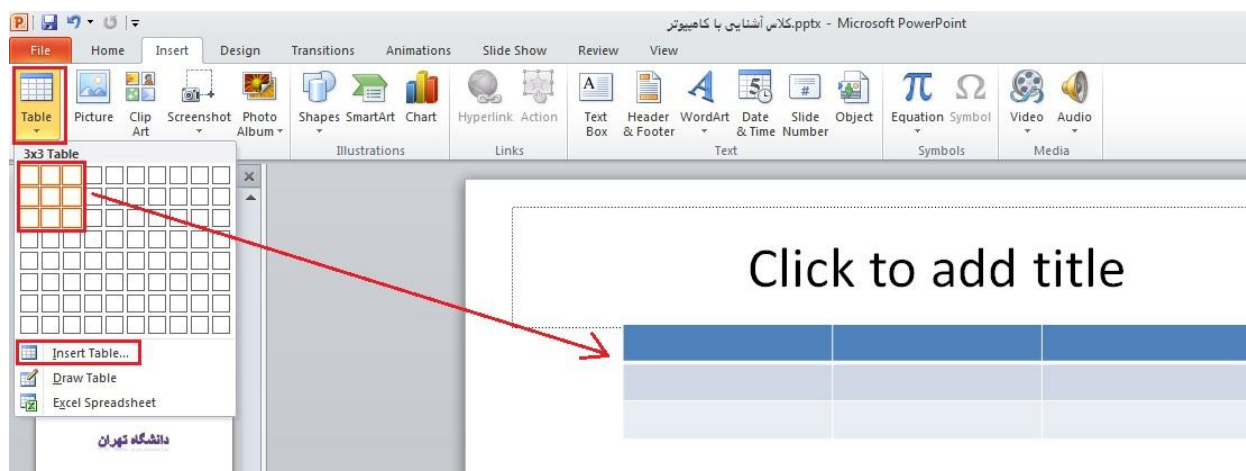 کلاس آشنایی با کامپیوتر.pptx - Microsoft PowerPoint
File Home Insert Design Transitions Animations Slide Show Review View
Table Picture Clip Art Screenshot Photo Album Shapes SmartArt Chart Hyperlink Action Text Box Header & Footer WordArt Date & Time Slide Number Object Equation Symbol Video Audio
Illustrations Links Text Symbols Media
3x3 Table
Click to add title
Insert Table...
Draw Table
Excel Spreadsheet
دانشگاه تهران